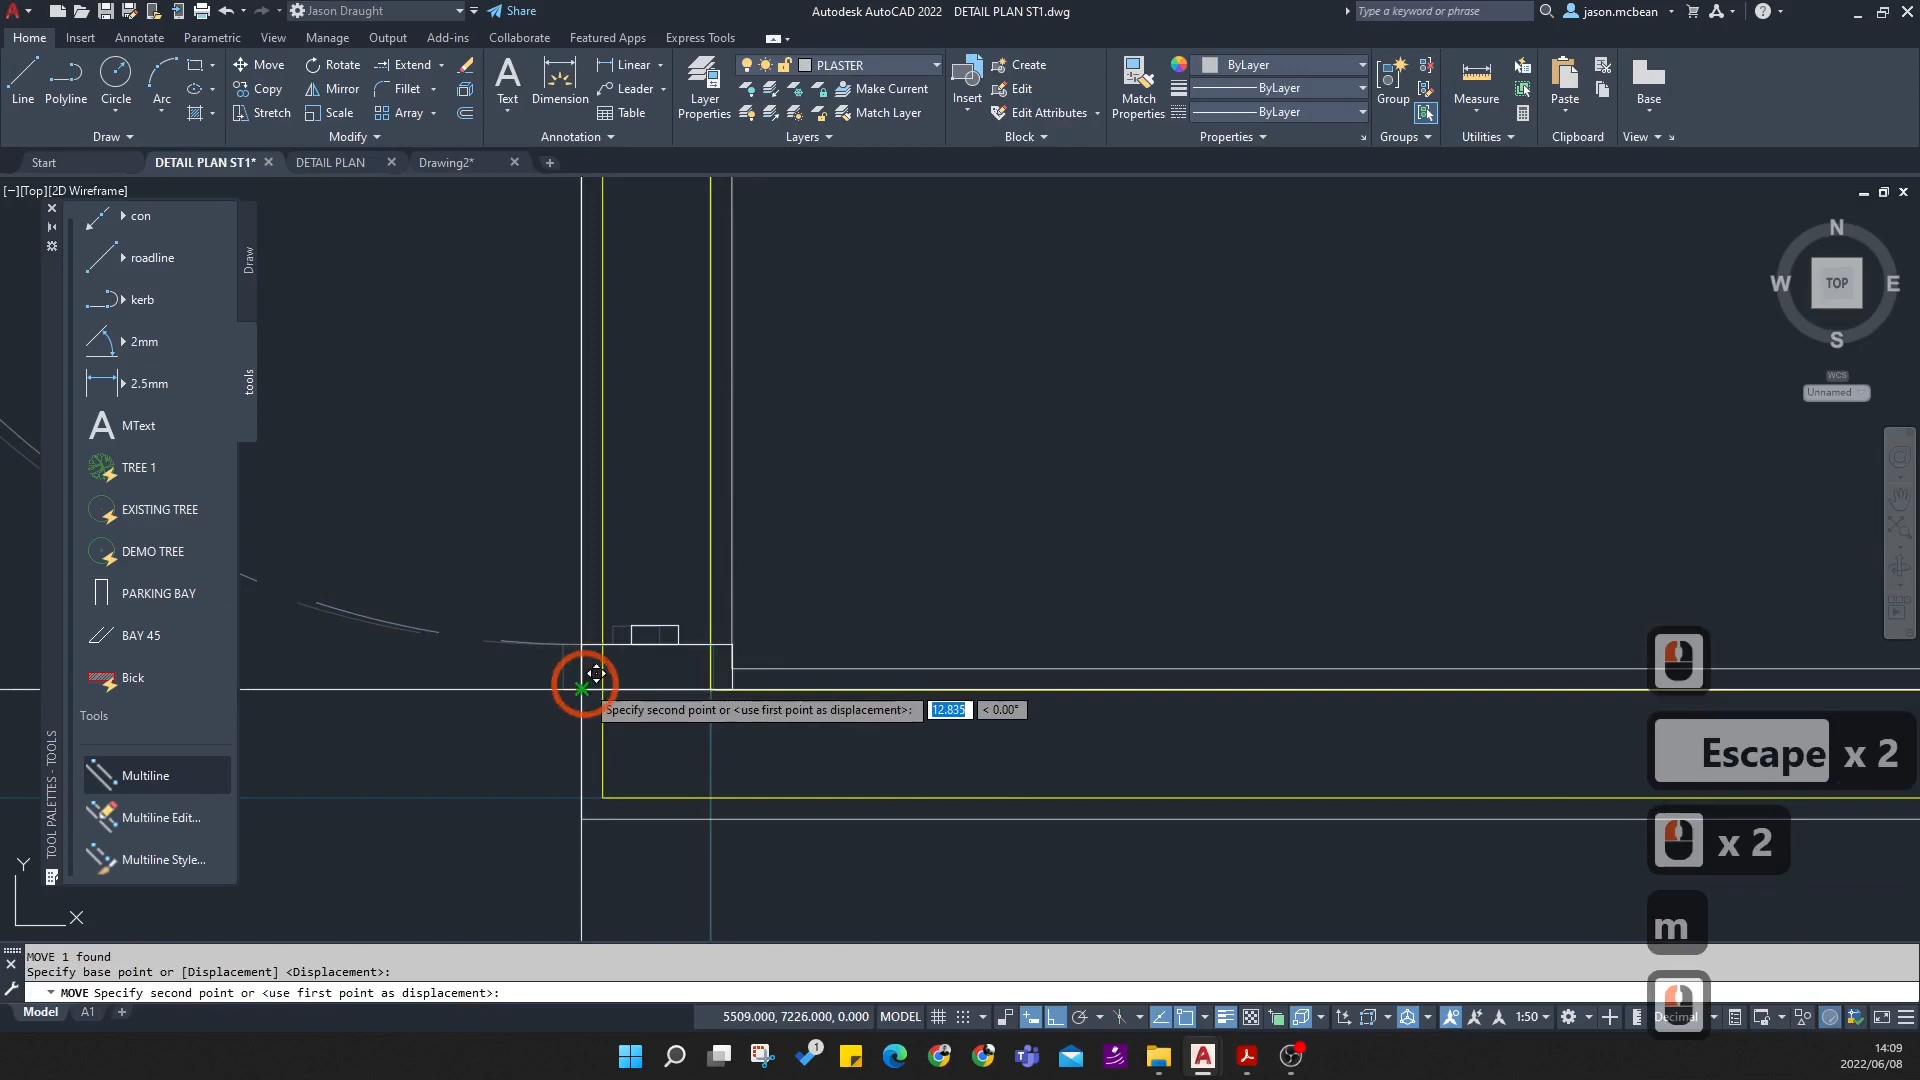 Jason Draught
Share
Autodesk AutoCAD 2022 DETAIL PLAN ST1.dwg
Type a keyword or phrase
jason.mcbean
Home Insert Annotate Parametric View Manage Output Add-ins Collaborate Featured Apps Express Tools
Move Rotate Extend Linear PLASTER Create ByLayer
Line Polyline Circle Arc Copy Mirror Fillet Text Dimension Leader Layer Properties Make Current Insert Edit Match Properties ByLayer Group Measure Paste Base
Stretch Scale Array Table Match Layer Edit Attributes ByLayer
Draw Modify Annotation Layers Block Properties Groups Utilities Clipboard View
Start DETAIL PLAN ST1* DETAIL PLAN Drawing2*
[−][Top][2D Wireframe]
con
roadline
kerb
2mm
2.5mm
MText
TREE 1
EXISTING TREE
DEMO TREE
PARKING BAY
BAY 45
Bick
Tools
Multiline
Multiline Edit...
Multiline Style...
Draw
tools
TOOL PALETTES - TOOLS
N
W TOP E
S
WCS
Unnamed
Specify second point or <use first point as displacement>: 12.835 < 0.00°
Escape x 2
x 2
m
Y
X
MOVE 1 found
Specify base point or [Displacement] <Displacement>:
MOVE Specify second point or <use first point as displacement>:
Model A1 5509.000, 7226.000, 0.000 MODEL 1:50 Decimal
1
14:09
2022/06/08